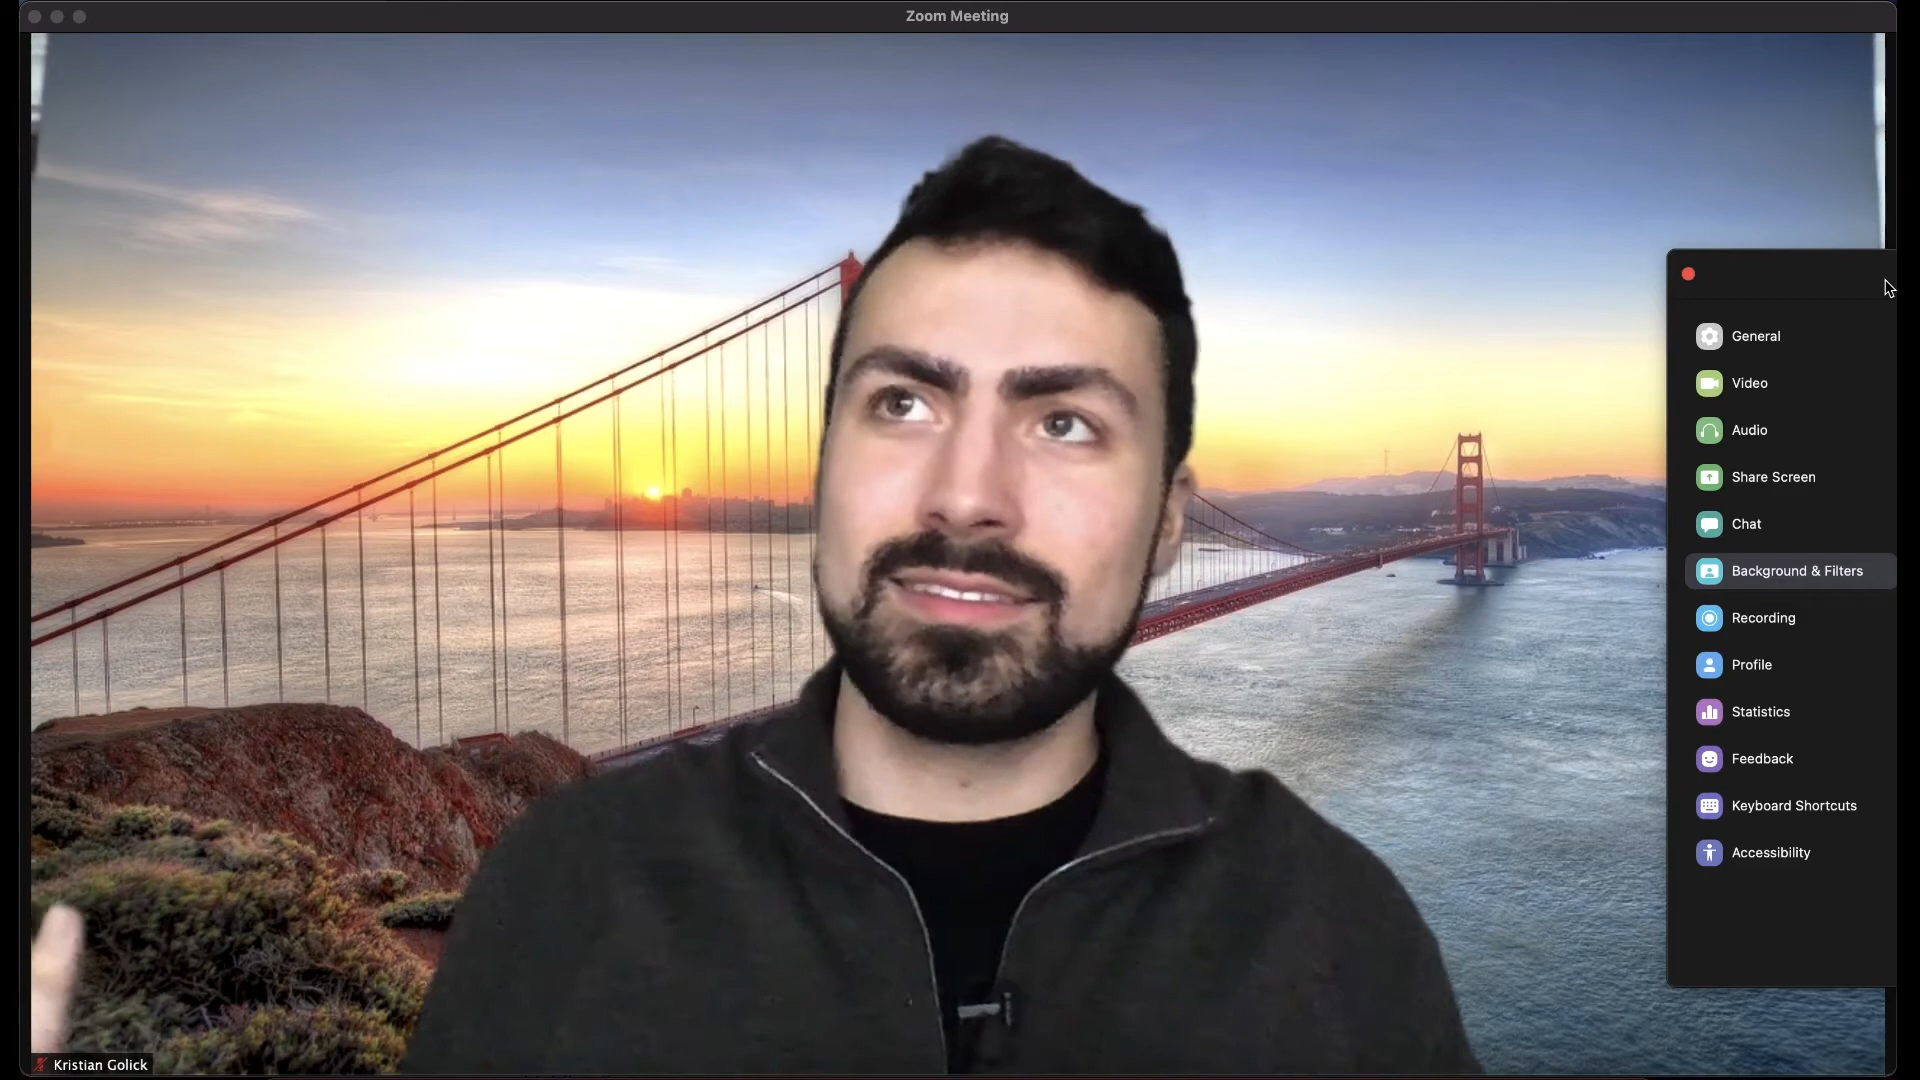 Zoom Meeting
General
Video
Audio
Share Screen
Chat
Background & Filters
Recording
Profile
Statistics
Feedback
Keyboard Shortcuts
Accessibility
Kristian Golick